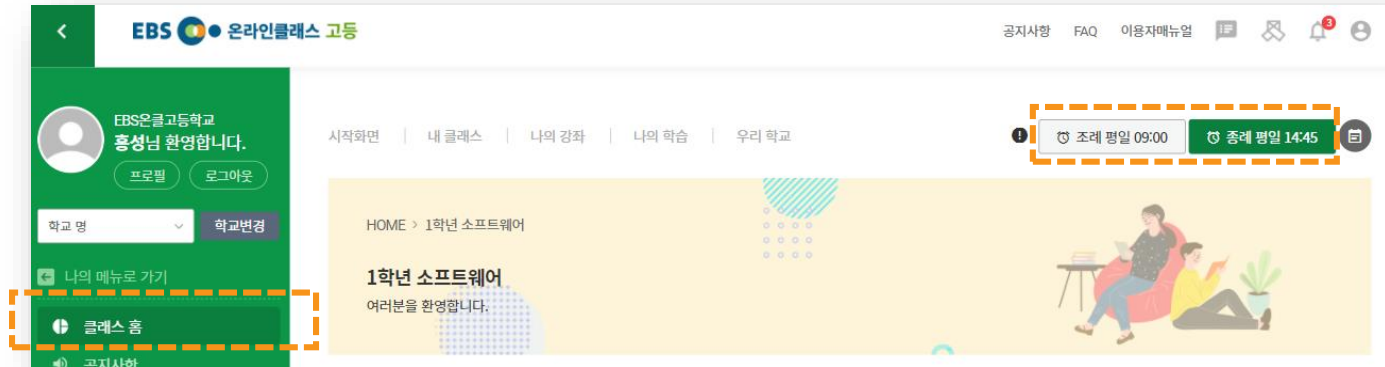 EBS 온라인클래스 고등
공지사항 FAQ 이용자매뉴얼 3
EBS온클고등학교
홍성님 환영합니다.
프로필 로그아웃
학교 명 학교변경
나의 메뉴로 가기
클래스 홈
공지사항
시작화면 | 내 클래스 | 나의 강좌 | 나의 학습 | 우리 학교
조례 평일 09:00 종례 평일 14:45
HOME > 1학년 소프트웨어
1학년 소프트웨어
여러분을 환영합니다.